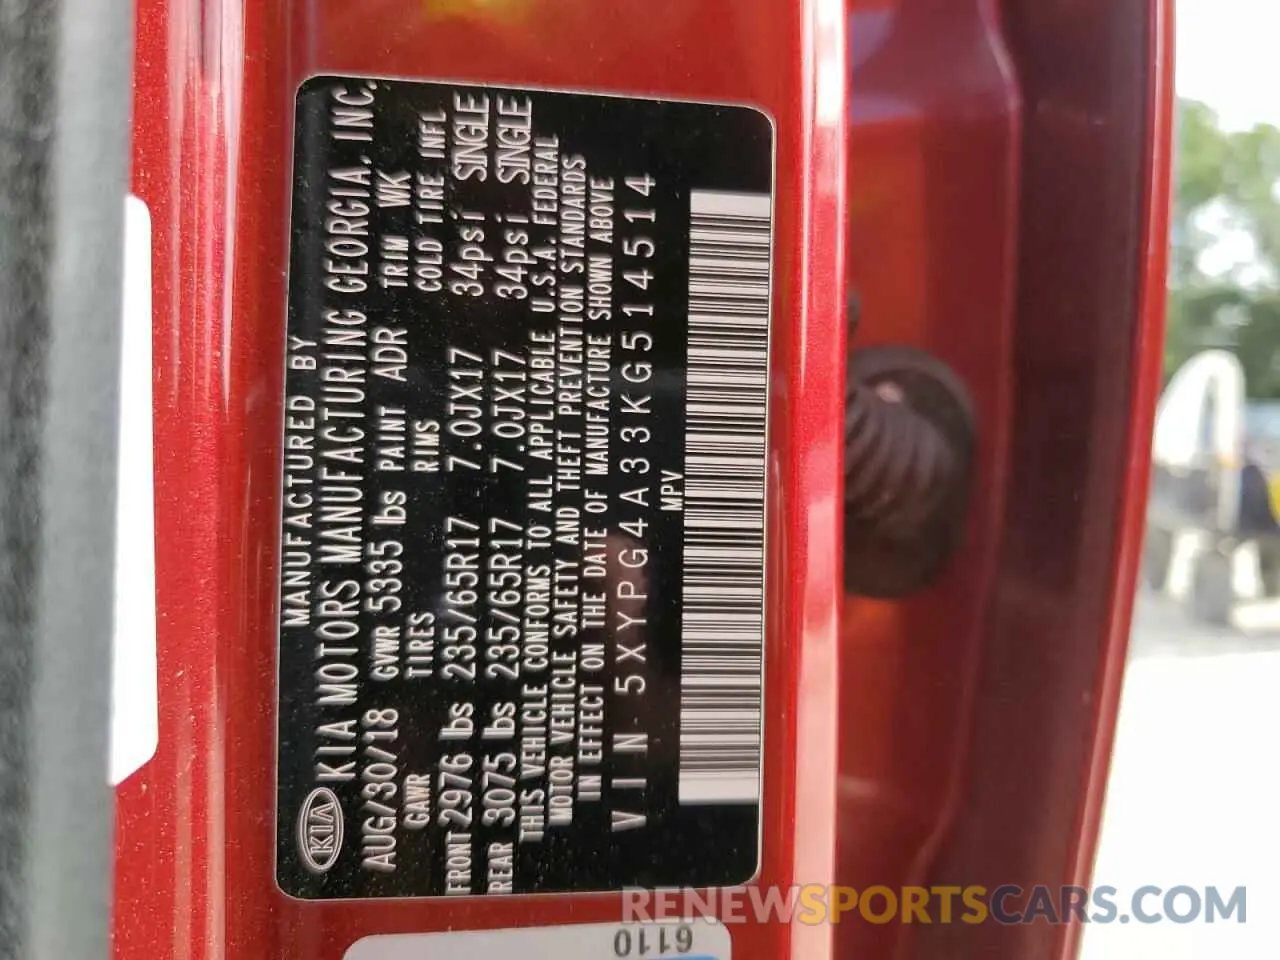 MANUFACTURED BY
KIA KIA MOTORS MANUFACTURING GEORGIA, INC.
AUG/30/'18 GVWR 5335 lbs PAINT ADR TRIM WK
GAWR TIRES RIMS COLD TIRE INFL
FRONT 2976 lbs 235/65R17 7.0JX17 34psi SINGLE
REAR 3075 lbs 235/65R17 7.0JX17 34psi SINGLE
THIS VEHICLE CONFORMS TO ALL APPLICABLE U.S.A. FEDERAL
MOTOR VEHICLE SAFETY AND THEFT PREVENTION STANDARDS
IN EFFECT ON THE DATE OF MANUFACTURE SHOWN ABOVE
VIN 5XYPG4A33KG514514
MPV
6110
RENEWSPORTSCARS.COM